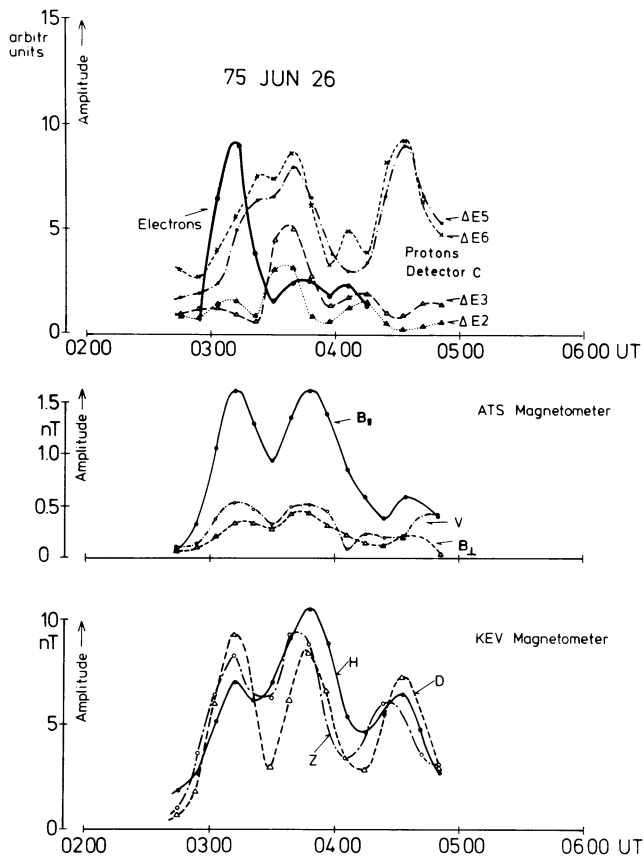 15
arbitr
units
Amplitude →
75 JUN 26
10
Electrons
5
ΔE5
ΔE6
Protons
Detector C
ΔE3
ΔE2
0
0200 0300 0400 0500 0600 UT
1.5
nT
Amplitude →
B∥
ATS Magnetometer
1.0
0.5
V
B⊥
0
10
nT
Amplitude →
KEV Magnetometer
H
D
5
Z
0
0200 0300 0400 0500 0600 UT